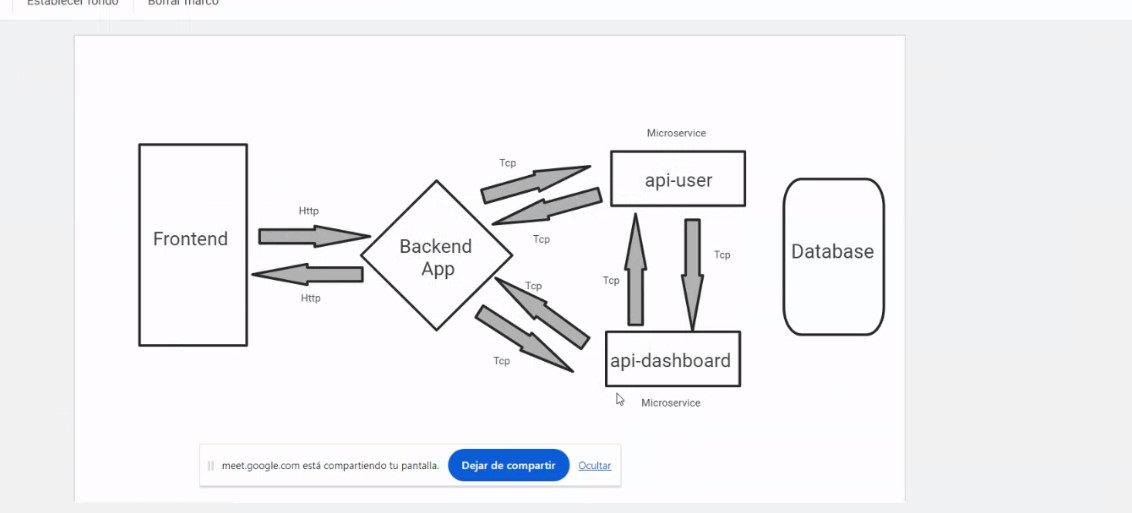 Establecer fondo
Borrar marco
Microservice
Tcp
api-user
Http
Frontend
Backend
App
Tcp
Database
Tcp
Tcp
Http
Tcp
Tcp
api-dashboard
Microservice
meet.google.com está compartiendo tu pantalla.
Dejar de compartir
Ocultar